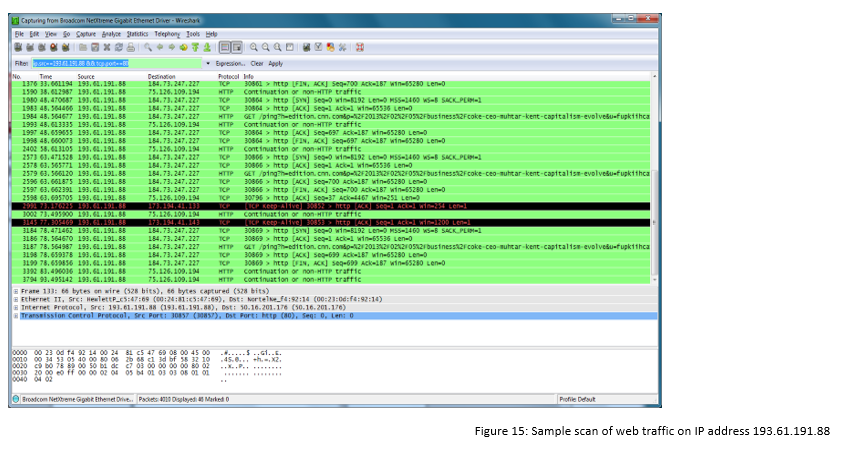 Capturing from Broadcom NetXtreme Gigabit Ethernet Driver - Wireshark
File Edit View Go Capture Analyze Statistics Telephony Tools Help
Filter: ip.src==193.61.191.88 && tcp.port==80 Expression... Clear Apply
No. Time Source Destination Protocol Info
1376 33.661194 193.61.191.88 184.73.247.227 TCP 30861 > http [FIN, ACK] Seq=700 Ack=187 Win=65280 Len=0
1590 38.612987 193.61.191.88 75.126.109.194 HTTP Continuation or non-HTTP traffic
1980 48.470687 193.61.191.88 184.73.247.227 TCP 30864 > http [SYN] Seq=0 Win=8192 Len=0 MSS=1460 WS=8 SACK_PERM=1
1983 48.564466 193.61.191.88 184.73.247.227 TCP 30864 > http [ACK] Seq=1 Ack=1 Win=65536 Len=0
1984 48.564677 193.61.191.88 184.73.247.227 HTTP GET /ping?h=edition.cnn.com&p=%2F2013%2F02%2F05%2Fbusiness%2Fcoke-ceo-muhtar-kent-capitalism-evolve&u=fupkiihca
1993 48.613335 193.61.191.88 75.126.109.194 HTTP Continuation or non-HTTP traffic
1997 48.659655 193.61.191.88 184.73.247.227 TCP 30864 > http [ACK] Seq=697 Ack=187 Win=65280 Len=0
1998 48.660073 193.61.191.88 184.73.247.227 TCP 30864 > http [FIN, ACK] Seq=697 Ack=187 Win=65280 Len=0
2402 58.613105 193.61.191.88 75.126.109.194 HTTP Continuation or non-HTTP traffic
2573 63.471528 193.61.191.88 184.73.247.227 TCP 30866 > http [SYN] Seq=0 Win=8192 Len=0 MSS=1460 WS=8 SACK_PERM=1
2578 63.565771 193.61.191.88 184.73.247.227 TCP 30866 > http [ACK] Seq=1 Ack=1 Win=65536 Len=0
2579 63.566120 193.61.191.88 184.73.247.227 HTTP GET /ping?h=edition.cnn.com&p=%2F2013%2F02%2F05%2Fbusiness%2Fcoke-ceo-muhtar-kent-capitalism-evolve&u=fupkiihca
2596 63.661875 193.61.191.88 184.73.247.227 TCP 30866 > http [ACK] Seq=700 Ack=187 Win=65280 Len=0
2597 63.662391 193.61.191.88 184.73.247.227 TCP 30866 > http [FIN, ACK] Seq=700 Ack=187 Win=65280 Len=0
2598 63.695705 193.61.191.88 184.73.247.227 TCP 30796 > http [ACK] Seq=37 Ack=4467 Win=251 Len=0
2991 73.176225 193.61.191.88 173.194.41.133 TCP [TCP Keep-Alive] 30852 > http [ACK] Seq=1 Ack=1 Win=254 Len=1
3002 73.495900 193.61.191.88 75.126.109.194 HTTP Continuation or non-HTTP traffic
3145 77.305469 193.61.191.88 173.194.41.143 TCP [TCP Keep-Alive] 30853 > http [ACK] Seq=1 Ack=1 Win=1200 Len=1
3184 78.471462 193.61.191.88 184.73.247.227 TCP 30869 > http [SYN] Seq=0 Win=8192 Len=0 MSS=1460 WS=8 SACK_PERM=1
3186 78.564670 193.61.191.88 184.73.247.227 TCP 30869 > http [ACK] Seq=1 Ack=1 Win=65536 Len=0
3187 78.564987 193.61.191.88 184.73.247.227 HTTP GET /ping?h=edition.cnn.com&p=%2F2013%2F02%2F05%2Fbusiness%2Fcoke-ceo-muhtar-kent-capitalism-evolve&u=fupkiihca
3198 78.659378 193.61.191.88 184.73.247.227 TCP 30869 > http [ACK] Seq=699 Ack=187 Win=65280 Len=0
3199 78.659856 193.61.191.88 184.73.247.227 TCP 30869 > http [FIN, ACK] Seq=699 Ack=187 Win=65280 Len=0
3392 83.496036 193.61.191.88 75.126.109.194 HTTP Continuation or non-HTTP traffic
3794 93.495142 193.61.191.88 75.126.109.194 HTTP Continuation or non-HTTP traffic
Frame 133: 66 bytes on wire (528 bits), 66 bytes captured (528 bits)
Ethernet II, Src: HewlettP_c5:47:69 (00:24:81:c5:47:69), Dst: NortelNe_f4:92:14 (00:23:0d:f4:92:14)
Internet Protocol, Src: 193.61.191.88 (193.61.191.88), Dst: 50.16.201.176 (50.16.201.176)
Transmission Control Protocol, Src Port: 30857 (30857), Dst Port: http (80), Seq: 0, Len: 0
0000 00 23 0d f4 92 14 00 24 81 c5 47 69 08 00 45 00 .#.....$ ..Gi..E.
0010 00 34 53 05 40 00 80 06 2b 68 c1 3d bf 58 32 10 .4S.@... +h.=.X2.
0020 c9 b0 78 89 00 50 b1 dc c7 03 00 00 00 00 80 02 ..x..P.. ........
0030 20 00 e0 ff 00 00 02 04 05 b4 01 03 03 08 01 01 ....... ........
0040 04 02 ..
Broadcom NetXtreme Gigabit Ethernet Drive... Packets: 4010 Displayed: 46 Marked: 0 Profile: Default
Figure 15: Sample scan of web traffic on IP address 193.61.191.88